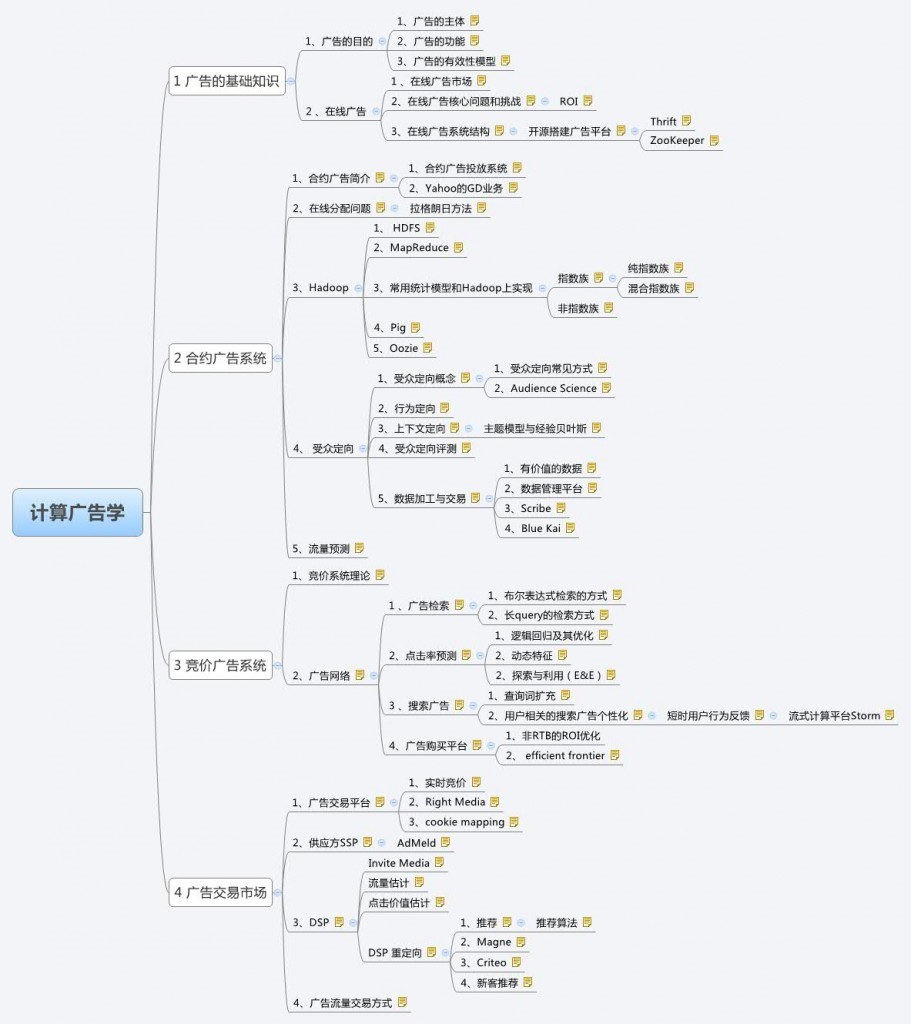 计算广告学
1 广告的基础知识
1、广告的目的
1、广告的主体
2、广告的功能
3、广告的有效性模型
2 、在线广告
1 、在线广告市场
2、在线广告核心问题和挑战
ROI
3、在线广告系统结构
开源搭建广告平台
Thrift
ZooKeeper
2 合约广告系统
1、合约广告简介
1、合约广告投放系统
2、Yahoo的GD业务
2、在线分配问题
拉格朗日方法
3、Hadoop
1、 HDFS
2、MapReduce
3、常用统计模型和Hadoop上实现
指数族
纯指数族
混合指数族
非指数族
4、Pig
5、Oozie
4、 受众定向
1、受众定向概念
1、受众定向常见方式
2、Audience Science
2、行为定向
3、上下文定向
主题模型与经验贝叶斯
4、受众定向评测
5、数据加工与交易
1、有价值的数据
2、数据管理平台
3、Scribe
4、Blue Kai
5、流量预测
3 竞价广告系统
1、竞价系统理论
2、广告网络
1 、广告检索
1、布尔表达式检索的方式
2、长query的检索方式
2、点击率预测
1、逻辑回归及其优化
2、动态特征
2、探索与利用（E&E）
3 、搜索广告
1、查询词扩充
2、用户相关的搜索广告个性化
短时用户行为反馈
流式计算平台Storm
4、广告购买平台
1、非RTB的ROI优化
2、 efficient frontier
4 广告交易市场
1、广告交易平台
1、实时竞价
2、Right Media
3、cookie mapping
2、供应方SSP
AdMeld
3、DSP
Invite Media
流量估计
点击价值估计
DSP 重定向
1、推荐
推荐算法
2、Magne
3、Criteo
4、新客推荐
4、广告流量交易方式